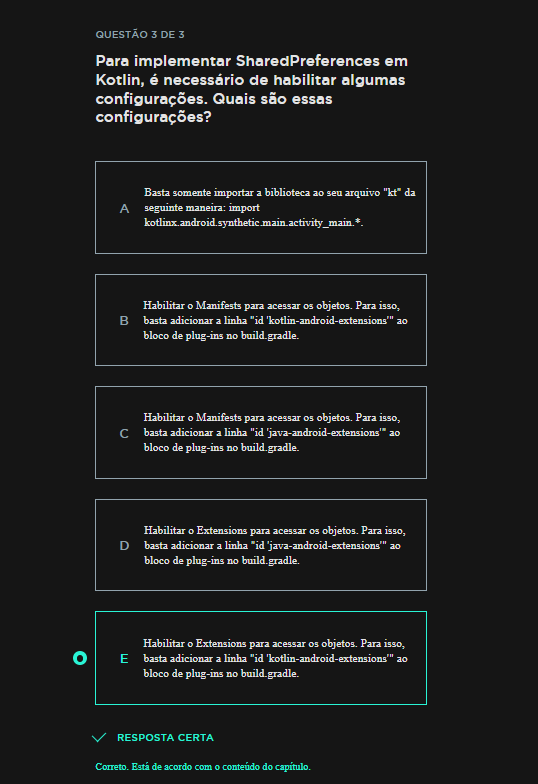 QUESTÃO 3 DE 3
Para implementar SharedPreferences em
Kotlin, é necessário de habilitar algumas
configurações. Quais são essas
configurações?
A
Basta somente importar a biblioteca ao seu arquivo "kt" da
seguinte maneira: import
kotlinx.android.synthetic.main.activity_main.*.
B
Habilitar o Manifests para acessar os objetos. Para isso,
basta adicionar a linha "id 'kotlin-android-extensions'" ao
bloco de plug-ins no build.gradle.
C
Habilitar o Manifests para acessar os objetos. Para isso,
basta adicionar a linha "id 'java-android-extensions'" ao
bloco de plug-ins no build.gradle.
D
Habilitar o Extensions para acessar os objetos. Para isso,
basta adicionar a linha "id 'java-android-extensions'" ao
bloco de plug-ins no build.gradle.
E
Habilitar o Extensions para acessar os objetos. Para isso,
basta adicionar a linha "id 'kotlin-android-extensions'" ao
bloco de plug-ins no build.gradle.
RESPOSTA CERTA
Correto. Está de acordo com o conteúdo do capítulo.